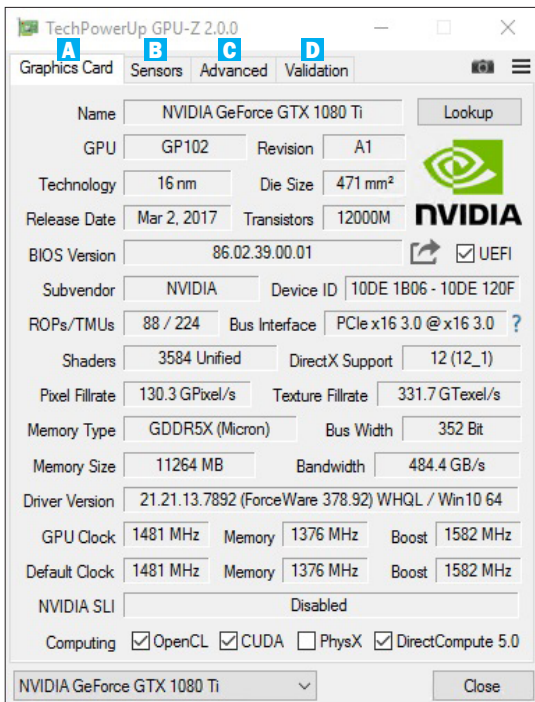 TechPowerUp GPU-Z 2.0.0
A B C D
Graphics Card Sensors Advanced Validation
Name NVIDIA GeForce GTX 1080 Ti Lookup
GPU GP102 Revision A1
Technology 16 nm Die Size 471 mm²
Release Date Mar 2, 2017 Transistors 12000M
NVIDIA
BIOS Version 86.02.39.00.01 UEFI
Subvendor NVIDIA Device ID 10DE 1B06 - 10DE 120F
ROPs/TMUs 88 / 224 Bus Interface PCIe x16 3.0 @ x16 3.0 ?
Shaders 3584 Unified DirectX Support 12 (12_1)
Pixel Fillrate 130.3 GPixel/s Texture Fillrate 331.7 GTexel/s
Memory Type GDDR5X (Micron) Bus Width 352 Bit
Memory Size 11264 MB Bandwidth 484.4 GB/s
Driver Version 21.21.13.7892 (ForceWare 378.92) WHQL / Win10 64
GPU Clock 1481 MHz Memory 1376 MHz Boost 1582 MHz
Default Clock 1481 MHz Memory 1376 MHz Boost 1582 MHz
NVIDIA SLI Disabled
Computing OpenCL CUDA PhysX DirectCompute 5.0
NVIDIA GeForce GTX 1080 Ti Close